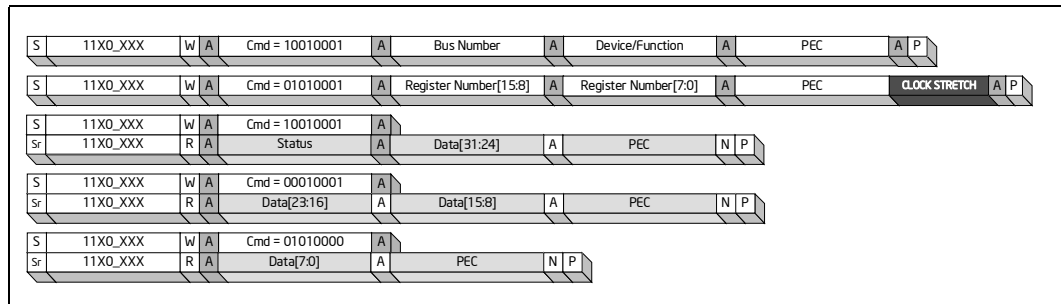 S 11X0_XXX W A Cmd = 10010001 A Bus Number A Device/Function A PEC A P
S 11X0_XXX W A Cmd = 01010001 A Register Number[15:8] A Register Number[7:0] A PEC CLOCK STRETCH A P
S 11X0_XXX W A Cmd = 10010001 A
Sr 11X0_XXX R A Status A Data[31:24] A PEC N P
S 11X0_XXX W A Cmd = 00010001 A
Sr 11X0_XXX R A Data[23:16] A Data[15:8] A PEC N P
S 11X0_XXX W A Cmd = 01010000 A
Sr 11X0_XXX R A Data[7:0] A PEC N P